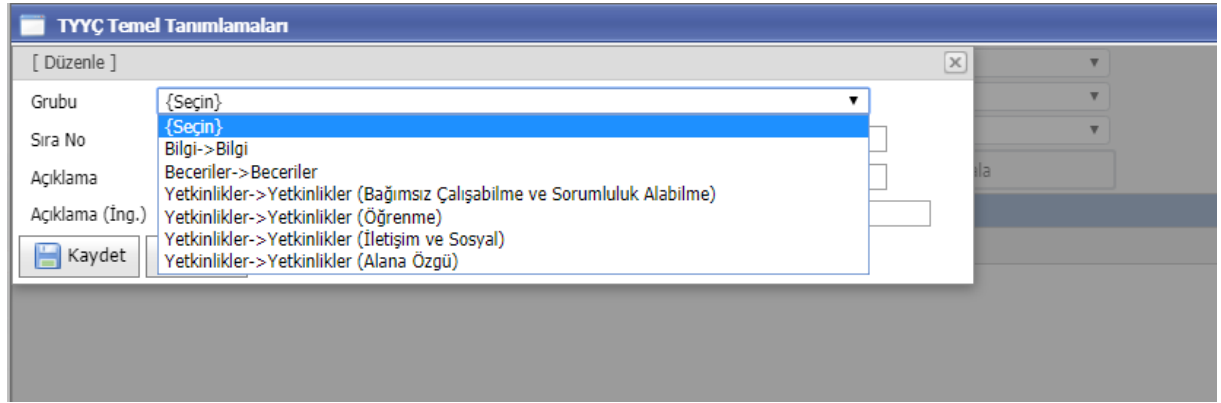 TYYÇ Temel Tanımlamaları
[ Düzenle ]
Grubu {Seçin}
{Seçin}
Sıra No
Bilgi->Bilgi
Beceriler->Beceriler
Açıklama
Yetkinlikler->Yetkinlikler (Bağımsız Çalışabilme ve Sorumluluk Alabilme)
Açıklama (İng.)
Yetkinlikler->Yetkinlikler (Öğrenme)
Yetkinlikler->Yetkinlikler (İletişim ve Sosyal)
Kaydet
Yetkinlikler->Yetkinlikler (Alana Özgü)